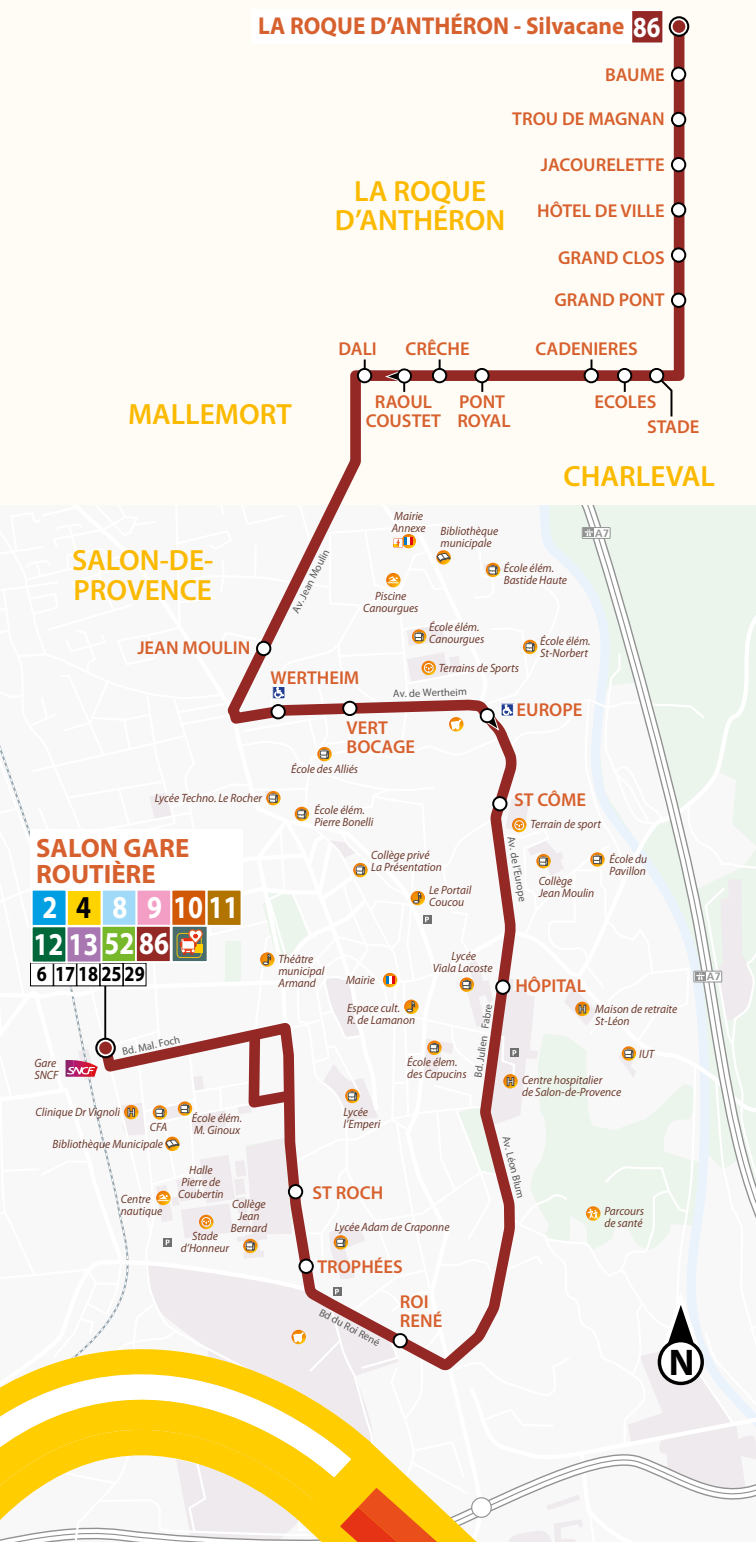 LA ROQUE D'ANTHÉRON - Silvacane 86
BAUME
TROU DE MAGNAN
JACOURELETTE
LA ROQUE
D'ANTHÉRON
HÔTEL DE VILLE
GRAND CLOS
GRAND PONT
DALI
CRÊCHE
CADENIERES
RAOUL
COUSTET
PONT
ROYAL
ECOLES
STADE
MALLEMORT
CHARLEVAL
SALON-DE-
PROVENCE
Mairie
Annexe
Bibliothèque
municipale
A7
École élém.
Bastide Haute
Piscine
Canourgues
Av. Jean Moulin
École élém.
Canourgues
École élém.
St-Norbert
JEAN MOULIN
Terrains de Sports
WERTHEIM
Av. de Wertheim
EUROPE
VERT
BOCAGE
École des Alliés
Lycée Techno. Le Rocher
École élém.
Pierre Bonelli
ST CÔME
Terrain de sport
Av. de l'Europe
SALON GARE
ROUTIÈRE
2 4 8 9 10 11
12 13 52 86
6 17 18 25 29
Collège privé
La Présentation
Collège
Jean Moulin
École du
Pavillon
Le Portail
Coucou
P
Théâtre
municipal
Armand
Mairie
Lycée
Viala Lacoste
A7
HÔPITAL
Espace cult.
R. de Lamanon
Maison de retraite
St-Léon
Bd. Mal. Foch
Bd. Julien Fabre
Gare
SNCF
SNCF
École élem.
des Capucins
P
IUT
Centre hospitalier
de Salon-de-Provence
H
Clinique Dr Vignoli
H
CFA
École élém.
M. Ginoux
Lycée
l'Emperi
Bibliothèque Municipale
Av. Léon Blum
Halle
Pierre de
Coubertin
Centre
nautique
ST ROCH
Collège
Jean
Bernard
Stade
d'Honneur
P
Lycée Adam de Craponne
Parcours
de santé
TROPHÉES
P
ROI
RENÉ
Bd du Roi René
N